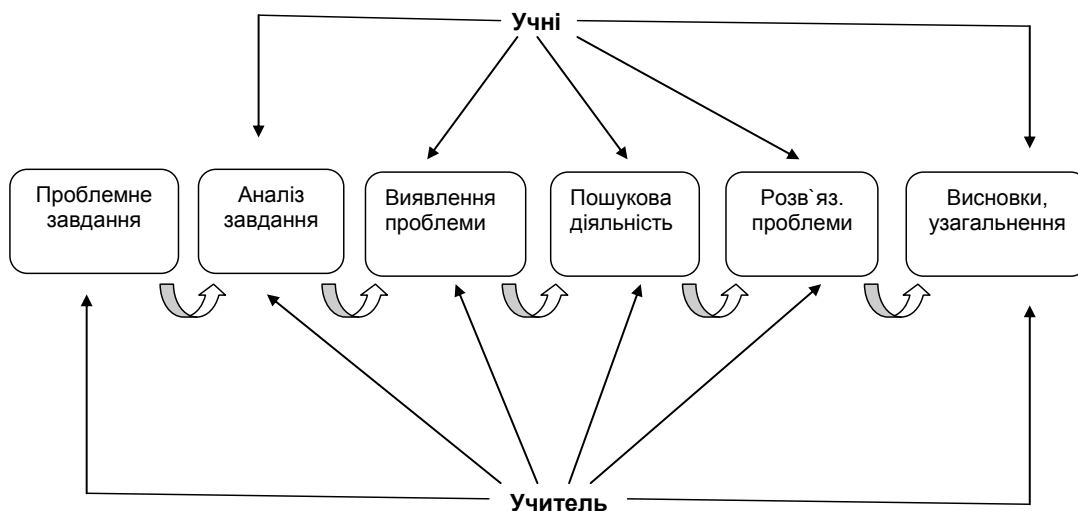 Учні
Проблемне
завдання
Аналіз
завдання
Виявлення
проблеми
Пошукова
діяльність
Розв`яз.
проблеми
Висновки,
узагальнення
Учитель